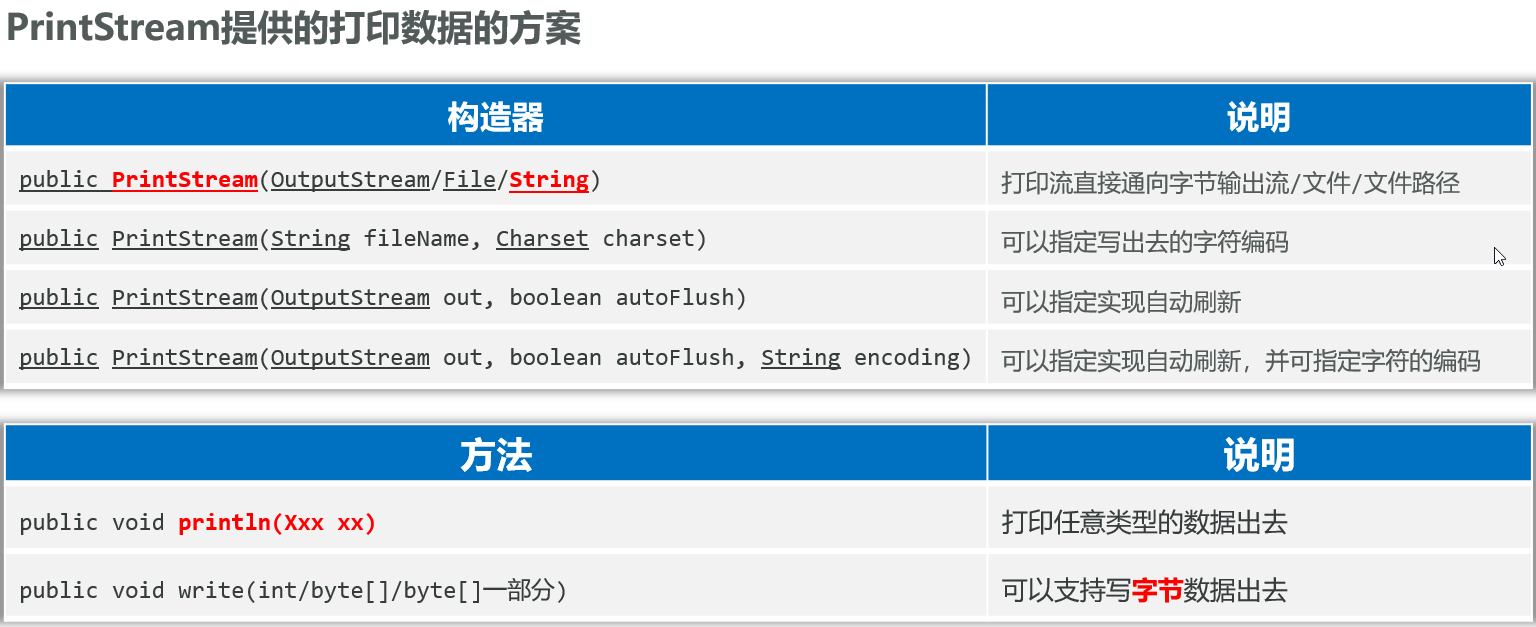 PrintStream提供的打印数据的方案
构造器 说明
public PrintStream(OutputStream/File/String) 打印流直接通向字节输出流/文件/文件路径
public PrintStream(String fileName, Charset charset) 可以指定写出去的字符编码
public PrintStream(OutputStream out, boolean autoFlush) 可以指定实现自动刷新
public PrintStream(OutputStream out, boolean autoFlush, String encoding) 可以指定实现自动刷新，并可指定字符的编码
方法 说明
public void println(Xxx xx) 打印任意类型的数据出去
public void write(int/byte[]/byte[]一部分) 可以支持写字节数据出去